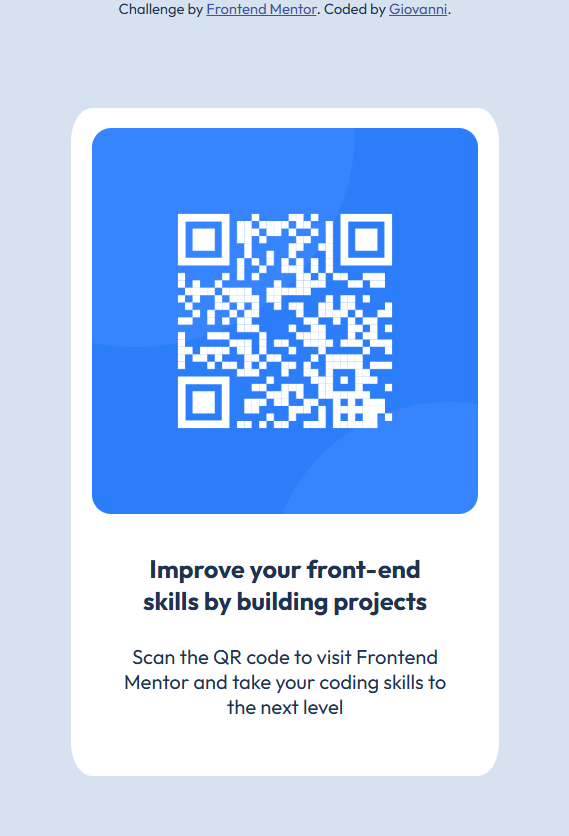 Challenge by Frontend Mentor. Coded by Giovanni.
Improve your front-end
skills by building projects
Scan the QR code to visit Frontend
Mentor and take your coding skills to
the next level